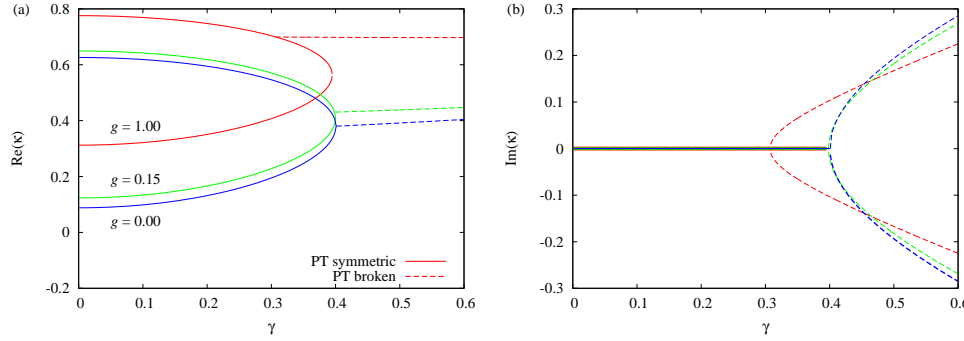 (a)
0.8
0.6
0.4
0.2
0
-0.2
Re(κ)
g = 1.00
g = 0.15
g = 0.00
PT symmetric
PT broken
0 0.1 0.2 0.3 0.4 0.5 0.6
γ
(b)
0.3
0.2
0.1
0
-0.1
-0.2
-0.3
Im(κ)
0 0.1 0.2 0.3 0.4 0.5 0.6
γ